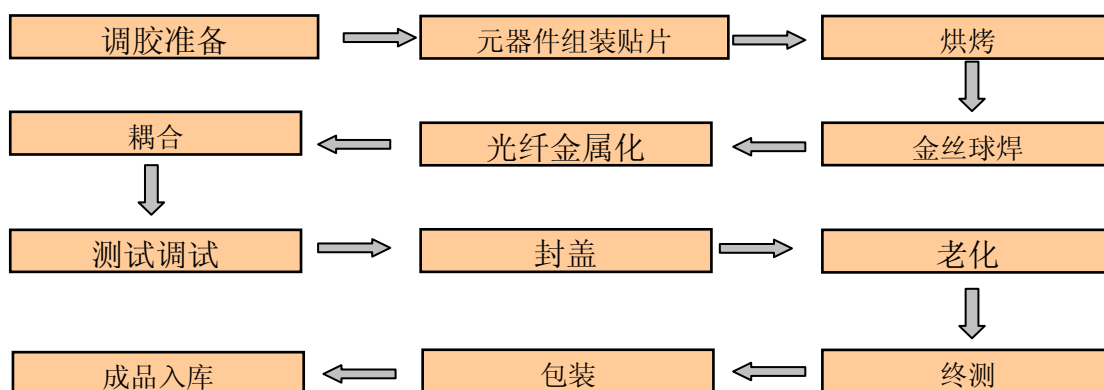 调胶准备
元器件组装贴片
烘烤
金丝球焊
光纤金属化
耦合
测试调试
封盖
老化
终测
包装
成品入库